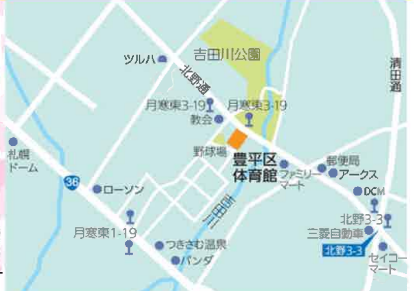 吉田川公園
ツルハ
北野通
清田通
月寒東3-19
月寒東3-19
教会
札幌
ドーム
野球場
豊平区
体育館
郵便局
ファミリー
マート
アークス
36
ローソン
DCM
吉田川
月寒東1-19
北野3-3
三菱自動車
つきさむ温泉
北野3-3
パンダ
セイコー
マート